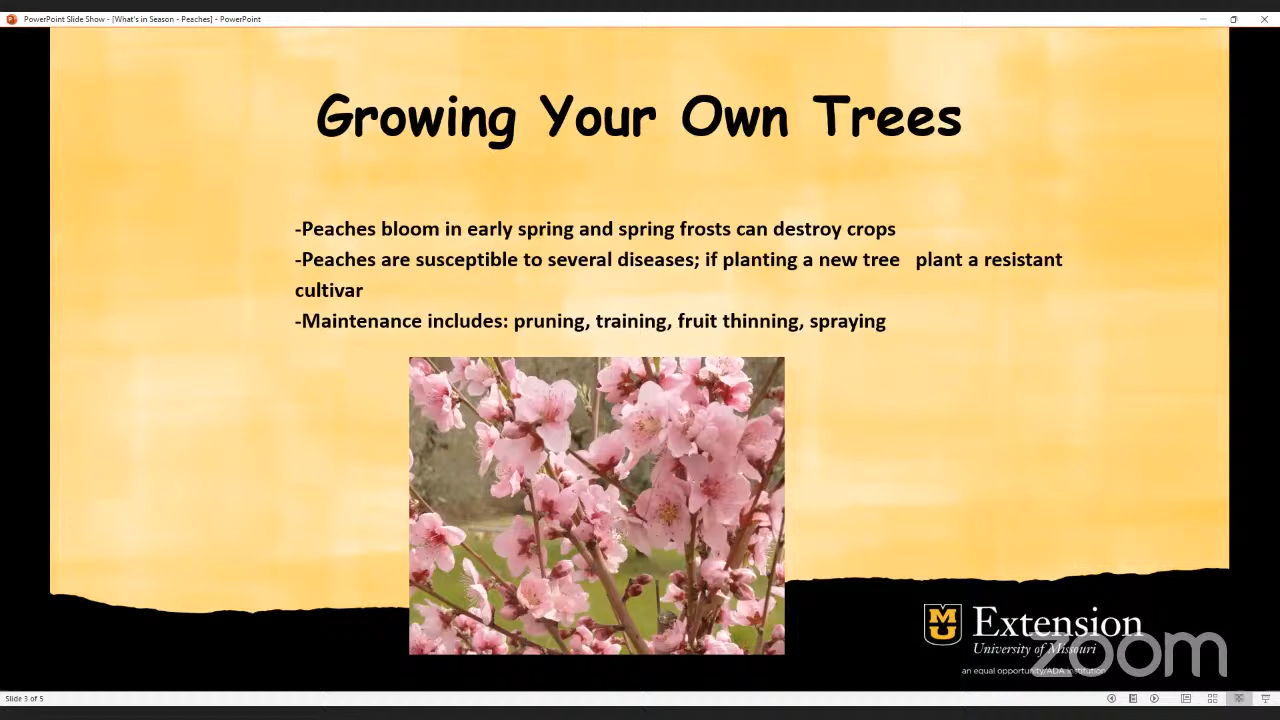 PowerPoint Slide Show - [What's in Season - Peaches] - PowerPoint
Growing Your Own Trees
-Peaches bloom in early spring and spring frosts can destroy crops
-Peaches are susceptible to several diseases; if planting a new tree   plant a resistant
cultivar
-Maintenance includes: pruning, training, fruit thinning, spraying
MU
Extension
University of Missouri
an equal opportunity/ADA institution
zoom
Slide 3 of 5